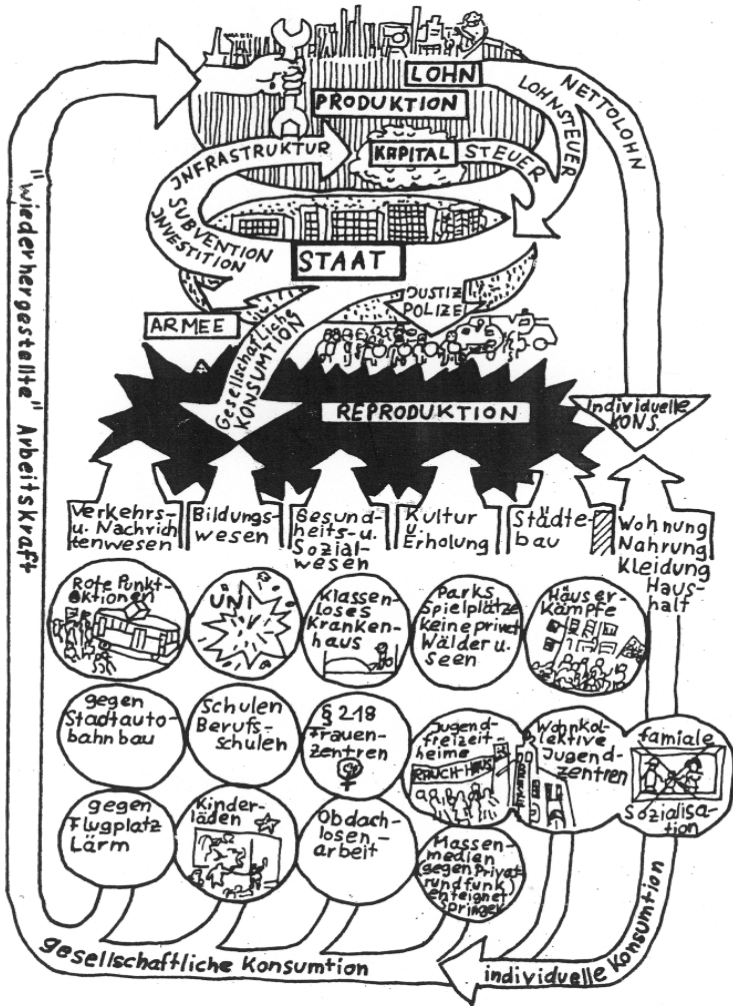 LOHN
PRODUKTION
NETTOLOHN
LOHNSTEUER
INFRASTRUKTUR
KAPITAL STEUER
SUBVENTION
INVESTITION
STAAT
JUSTIZ
POLIZEI
ARMEE
Gesellschaftliche
KONSUMTION
REPRODUKTION
Individuelle
KONS.
"wiederhergestellte" Arbeitskraft
Verkehrs-
u. Nachrich
tenwesen
Bildungs-
wesen
Gesund-
heits-u.
Sozial-
wesen
Kultur
u.
Erholung
Städte-
bau
Wohnung
Nahrung
Kleidung
Haus-
halt
Rote Punkt-
Aktionen
UNI
Klassen-
loses
Kranken-
haus
Parks
Spielplätze
Keine privat
Wälder u.
seen
Häuser-
Kämpfe
gegen
Stadtauto-
bahnbau
Schulen
Berufs-
schulen
§ 218
Frauen-
zentren
Jugend-
freizeit-
heime
RAUCH-HAUS
Wohnkol-
lektive
Jugend-
zentren
familiale
Sozialisa-
tion
gegen
Flugplatz
Lärm
Kinder-
läden
Obdach-
losen-
arbeit
Massen-
medien
(gegen Privat
rundfunk)
enteignet
Springer
gesellschaftliche Konsumtion
individuelle Konsumtion